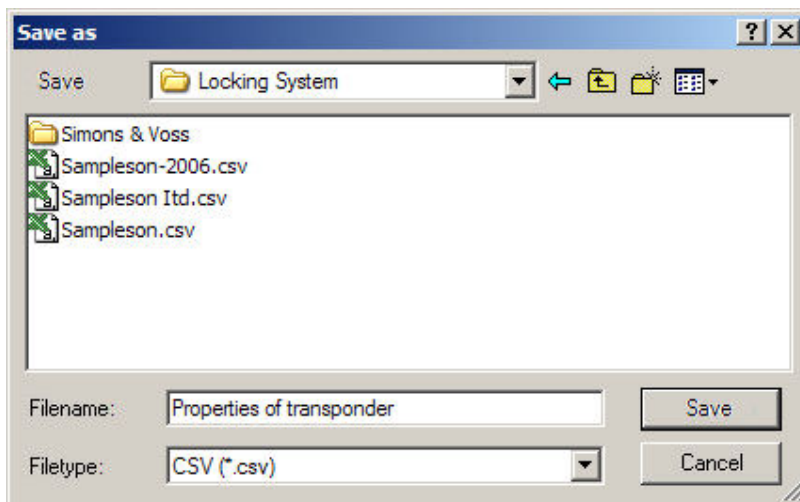 Save as
Save Locking System
Simons & Voss
Sampleson-2006.csv
Sampleson ltd.csv
Sampleson.csv
Filename: Properties of transponder Save
Filetype: CSV (*.csv) Cancel